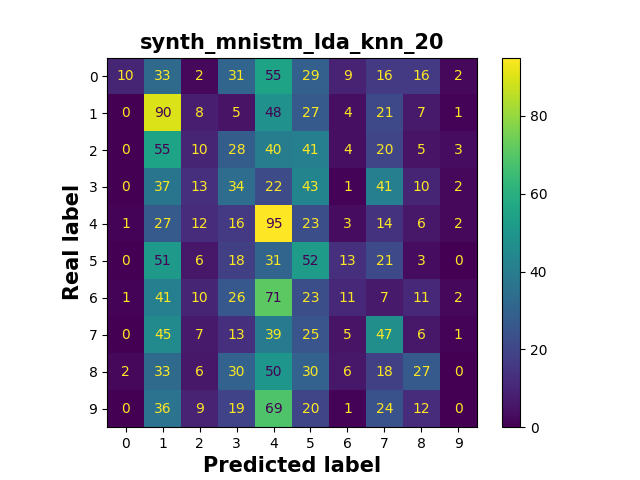 synth_mnistm_lda_knn_20
0 10 33 2 31 55 29 9 16 16 2
1 0 90 8 5 48 27 4 21 7 1
2 0 55 10 28 40 41 4 20 5 3
3 0 37 13 34 22 43 1 41 10 2
4 1 27 12 16 95 23 3 14 6 2
5 0 51 6 18 31 52 13 21 3 0
6 1 41 10 26 71 23 11 7 11 2
7 0 45 7 13 39 25 5 47 6 1
8 2 33 6 30 50 30 6 18 27 0
9 0 36 9 19 69 20 1 24 12 0
0 1 2 3 4 5 6 7 8 9
Predicted label
Real label
80
60
40
20
0